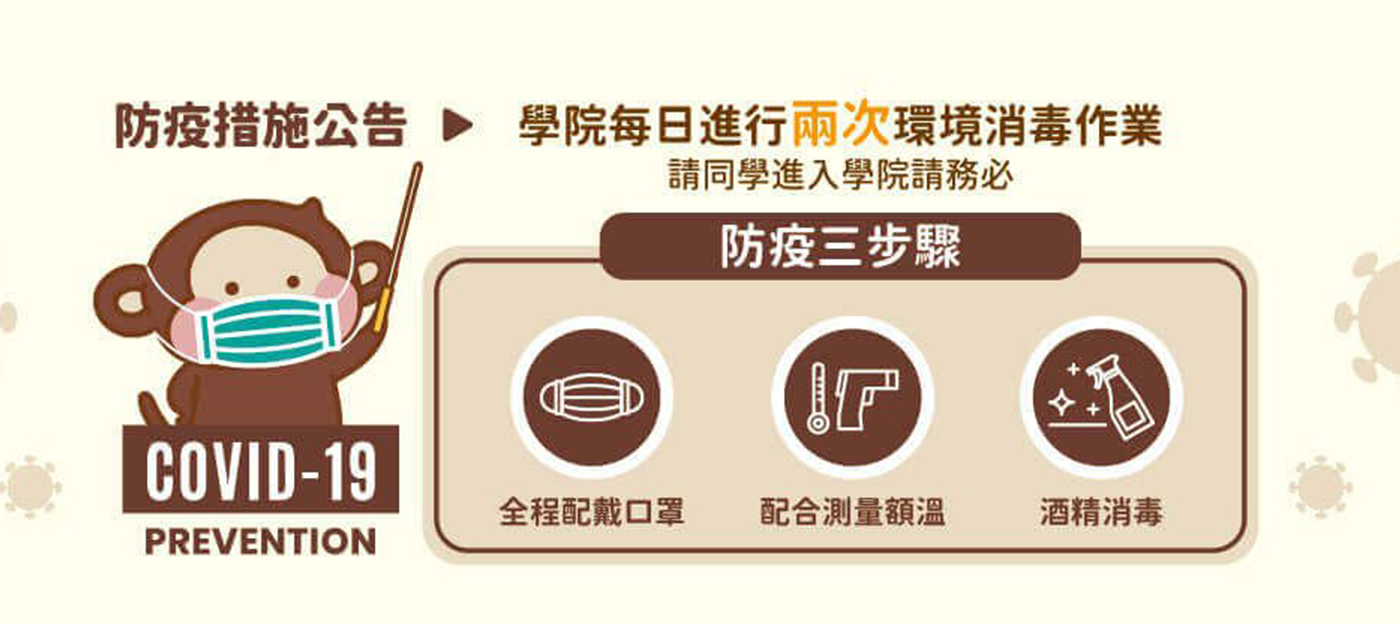 防疫措施公告
學院每日進行兩次環境消毒作業
請同學進入學院請務必
防疫三步驟
全程配戴口罩
配合測量額溫
酒精消毒
COVID-19
PREVENTION